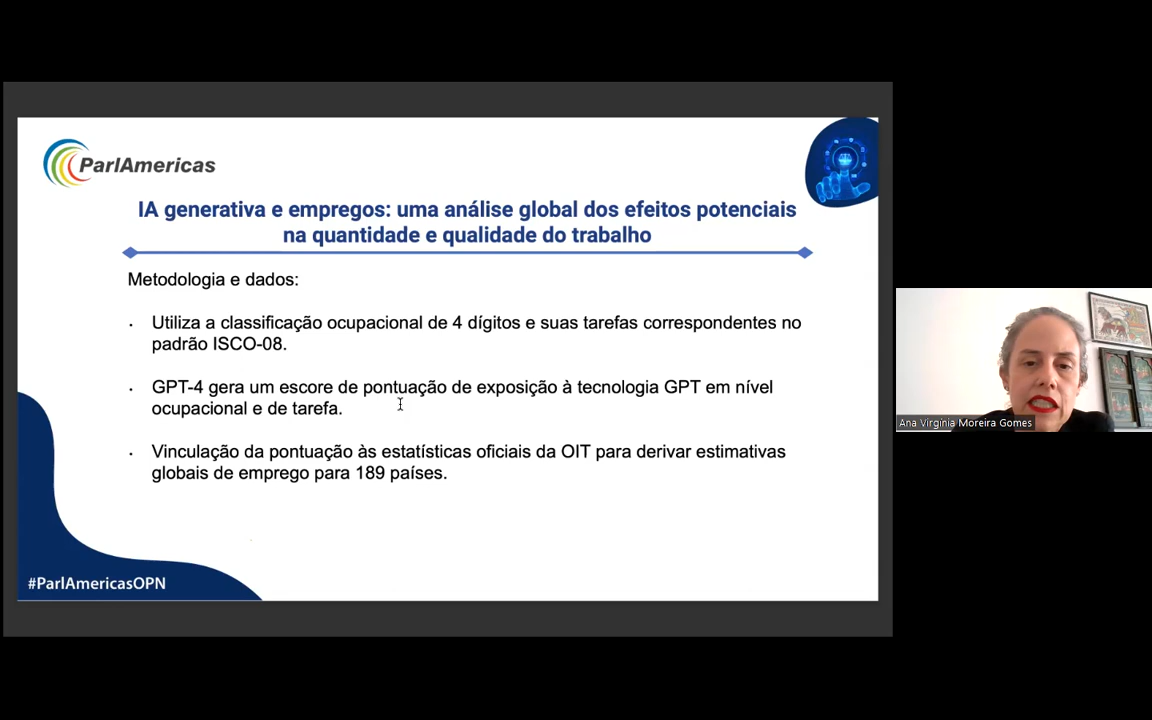 ParlAmericas
IA generativa e empregos: uma análise global dos efeitos potenciais
na quantidade e qualidade do trabalho
Metodologia e dados:
• Utiliza a classificação ocupacional de 4 dígitos e suas tarefas correspondentes no
padrão ISCO-08.
• GPT-4 gera um escore de pontuação de exposição à tecnologia GPT em nível
ocupacional e de tarefa.
• Vinculação da pontuação às estatísticas oficiais da OIT para derivar estimativas
globais de emprego para 189 países.
#ParlAmericasOPN
Ana Virgínia Moreira Gomes